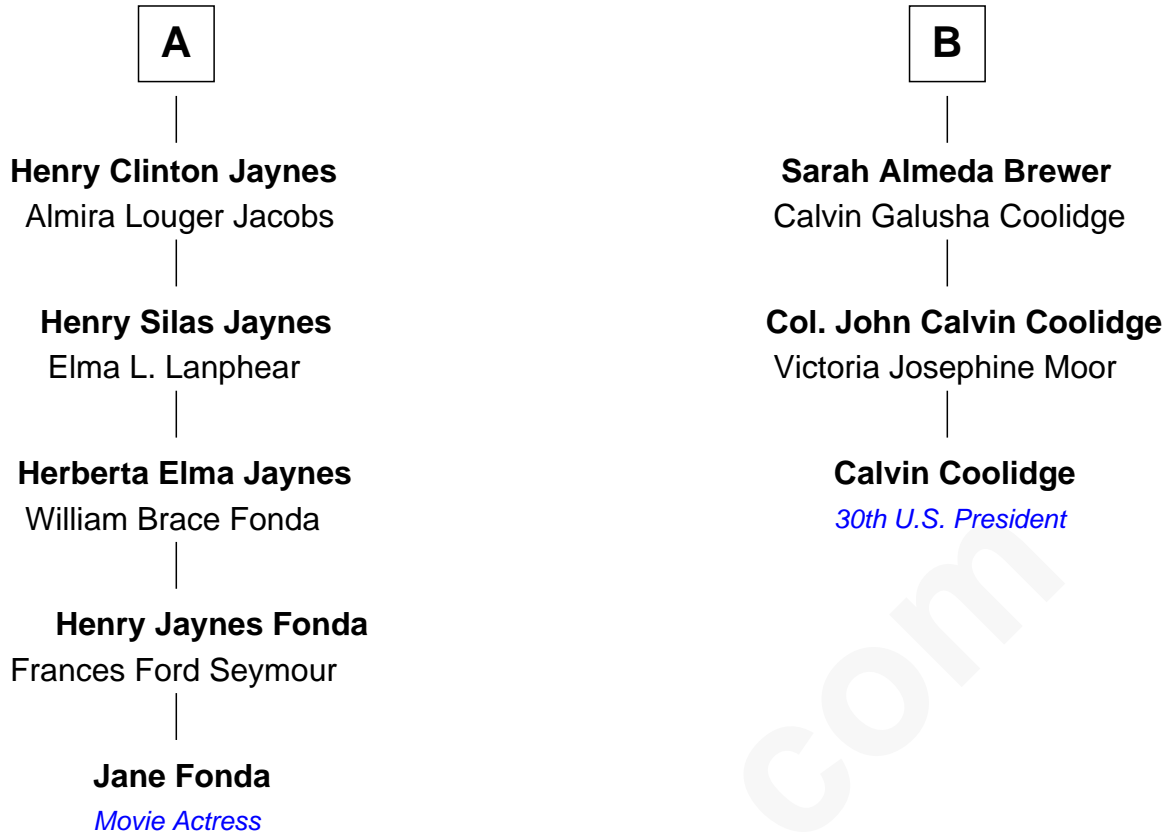 A
Henry Clinton Jaynes
Almira Louger Jacobs
Henry Silas Jaynes
Elma L. Lanphear
Herberta Elma Jaynes
William Brace Fonda
Henry Jaynes Fonda
Frances Ford Seymour
Jane Fonda
Movie Actress
B
Sarah Almeda Brewer
Calvin Galusha Coolidge
Col. John Calvin Coolidge
Victoria Josephine Moor
Calvin Coolidge
30th U.S. President
com